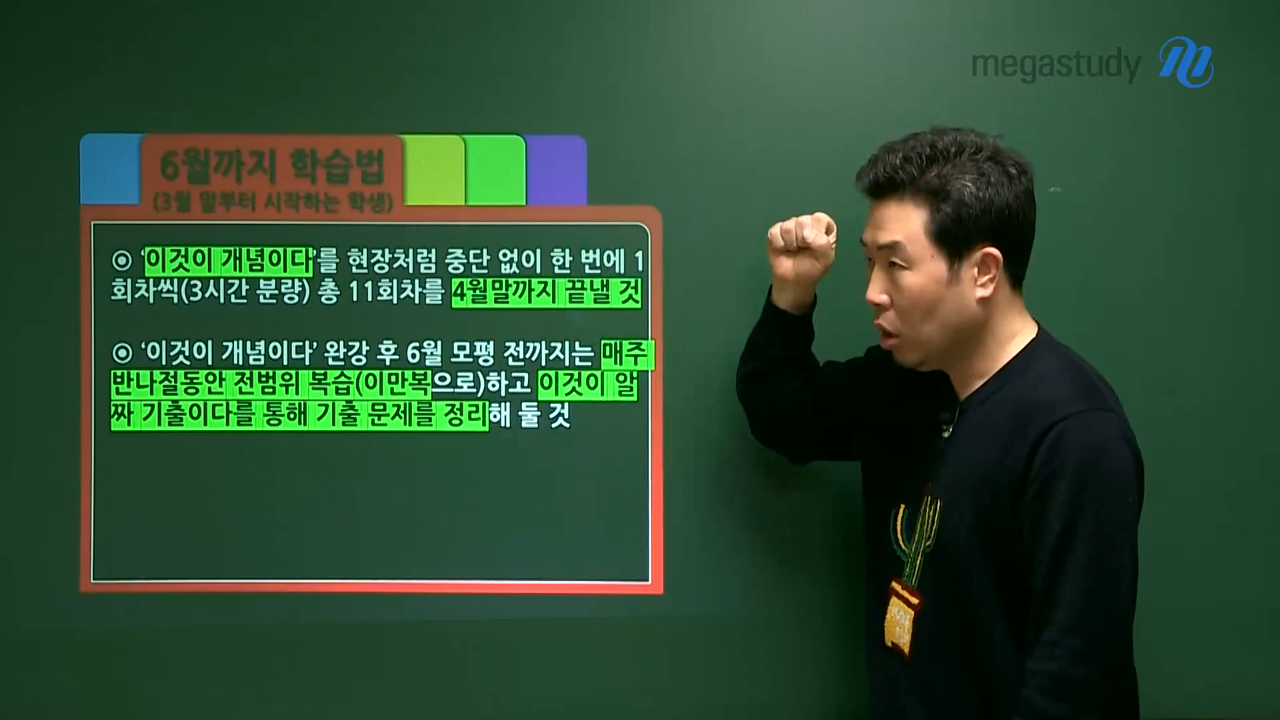 megastudy
6월까지 학습법
(3월 말부터 시작하는 학생)
◉ ‘이것이 개념이다’를 현장처럼 중단 없이 한 번에 1
회차씩(3시간 분량) 총 11회차를 4월말까지 끝낼 것
◉ ‘이것이 개념이다’ 완강 후 6월 모평 전까지는 매주
반나절동안 전범위 복습(이만복으로)하고 이것이 알
짜 기출이다를 통해 기출 문제를 정리해 둘 것